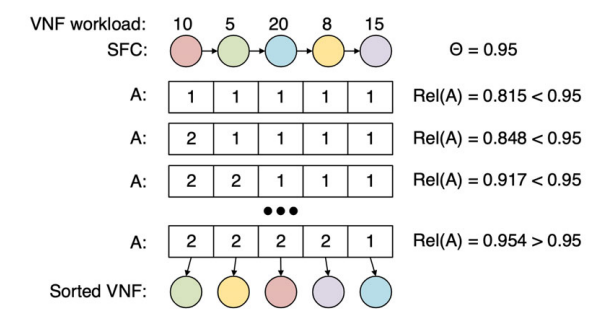 VNF workload: 10 5 20 8 15
SFC: Θ = 0.95
A: 1 1 1 1 1 Rel(A) = 0.815 < 0.95
A: 2 1 1 1 1 Rel(A) = 0.848 < 0.95
A: 2 2 1 1 1 Rel(A) = 0.917 < 0.95
•••
A: 2 2 2 2 1 Rel(A) = 0.954 > 0.95
Sorted VNF: